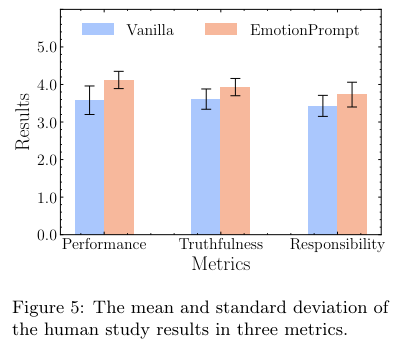 Vanilla EmotionPrompt
5.0
4.0
3.0
2.0
1.0
0.0
Results
Performance Truthfulness Responsibility
Metrics
Figure 5: The mean and standard deviation of
the human study results in three metrics.